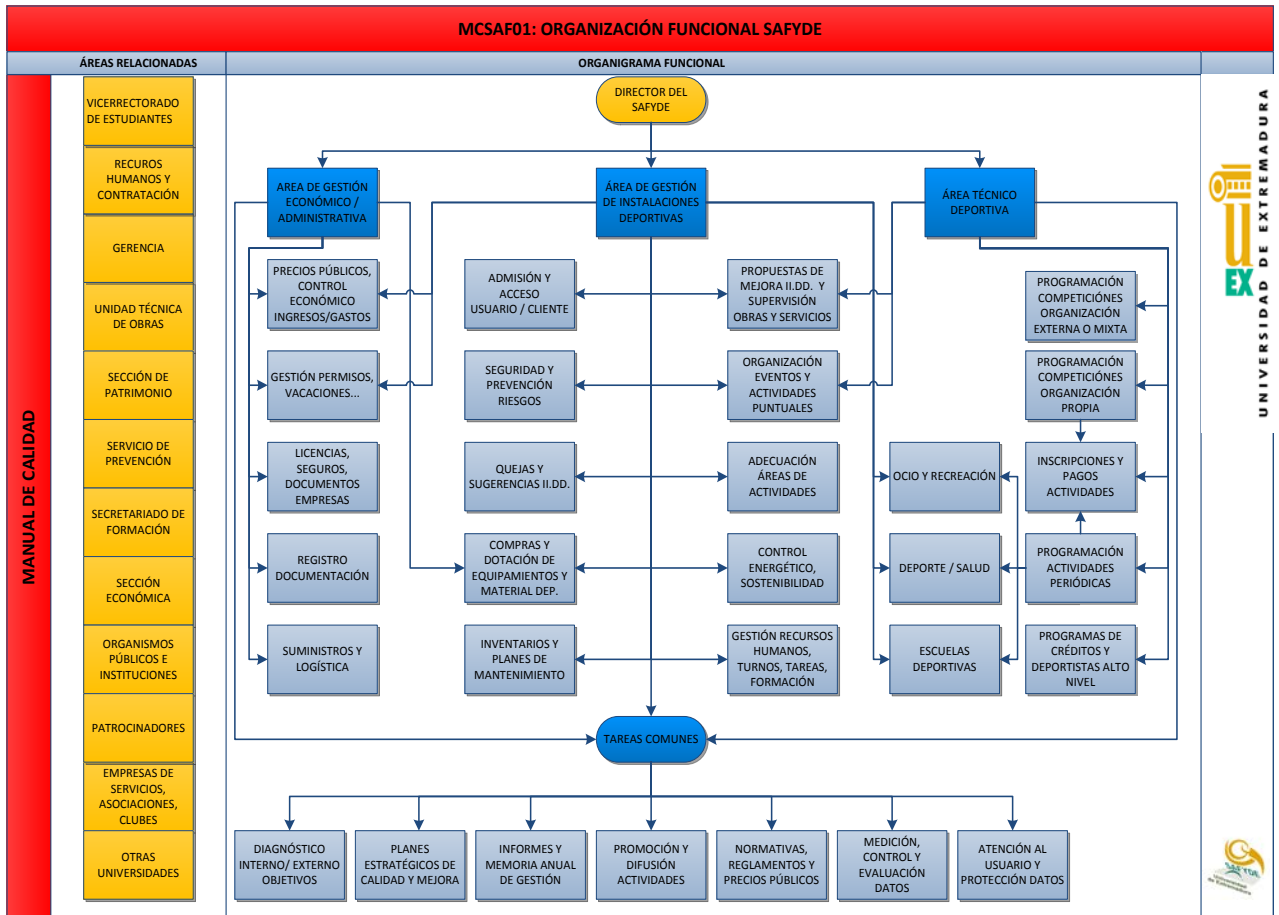 MCSAF01: ORGANIZACIÓN FUNCIONAL SAFYDE
ÁREAS RELACIONADAS
ORGANIGRAMA FUNCIONAL
MANUAL DE CALIDAD
VICERRECTORADO
DE ESTUDIANTES
RECUROS
HUMANOS Y
CONTRATACIÓN
GERENCIA
UNIDAD TÉCNICA
DE OBRAS
SECCIÓN DE
PATRIMONIO
SERVICIO DE
PREVENCIÓN
SECRETARIADO DE
FORMACIÓN
SECCIÓN
ECONÓMICA
ORGANISMOS
PÚBLICOS E
INSTITUCIONES
PATROCINADORES
EMPRESAS DE
SERVICIOS,
ASOCIACIONES,
CLUBES
OTRAS
UNIVERSIDADES
DIRECTOR DEL
SAFYDE
AREA DE GESTIÓN
ECONÓMICO /
ADMINISTRATIVA
ÁREA DE GESTIÓN
DE INSTALACIONES
DEPORTIVAS
ÁREA TÉCNICO
DEPORTIVA
PRECIOS PÚBLICOS,
CONTROL
ECONÓMICO
INGRESOS/GASTOS
ADMISIÓN Y
ACCESO
USUARIO / CLIENTE
PROPUESTAS DE
MEJORA II.DD. Y
SUPERVISIÓN
OBRAS Y SERVICIOS
PROGRAMACIÓN
COMPETICIÓNES
ORGANIZACIÓN
EXTERNA O MIXTA
GESTIÓN PERMISOS,
VACACIONES...
SEGURIDAD Y
PREVENCIÓN
RIESGOS
ORGANIZACIÓN
EVENTOS Y
ACTIVIDADES
PUNTUALES
PROGRAMACIÓN
COMPETICIÓNES
ORGANIZACIÓN
PROPIA
LICENCIAS,
SEGUROS,
DOCUMENTOS
EMPRESAS
QUEJAS Y
SUGERENCIAS II.DD.
ADECUACIÓN
ÁREAS DE
ACTIVIDADES
OCIO Y RECREACIÓN
INSCRIPCIONES Y
PAGOS
ACTIVIDADES
REGISTRO
DOCUMENTACIÓN
COMPRAS Y
DOTACIÓN DE
EQUIPAMIENTOS Y
MATERIAL DEP.
CONTROL
ENERGÉTICO,
SOSTENIBILIDAD
DEPORTE / SALUD
PROGRAMACIÓN
ACTIVIDADES
PERIÓDICAS
SUMINISTROS Y
LOGÍSTICA
INVENTARIOS Y
PLANES DE
MANTENIMIENTO
GESTIÓN RECURSOS
HUMANOS,
TURNOS, TAREAS,
FORMACIÓN
ESCUELAS
DEPORTIVAS
PROGRAMAS DE
CRÉDITOS Y
DEPORTISTAS ALTO
NIVEL
TAREAS COMUNES
DIAGNÓSTICO
INTERNO/ EXTERNO
OBJETIVOS
PLANES
ESTRATÉGICOS DE
CALIDAD Y MEJORA
INFORMES Y
MEMORIA ANUAL
DE GESTIÓN
PROMOCIÓN Y
DIFUSIÓN
ACTIVIDADES
NORMATIVAS,
REGLAMENTOS Y
PRECIOS PÚBLICOS
MEDICIÓN,
CONTROL Y
EVALUACIÓN
DATOS
ATENCIÓN AL
USUARIO Y
PROTECCIÓN DATOS
UEX
UNIVERSIDAD DE EXTREMADURA
SAFYDE
Universidad
de Extremadura